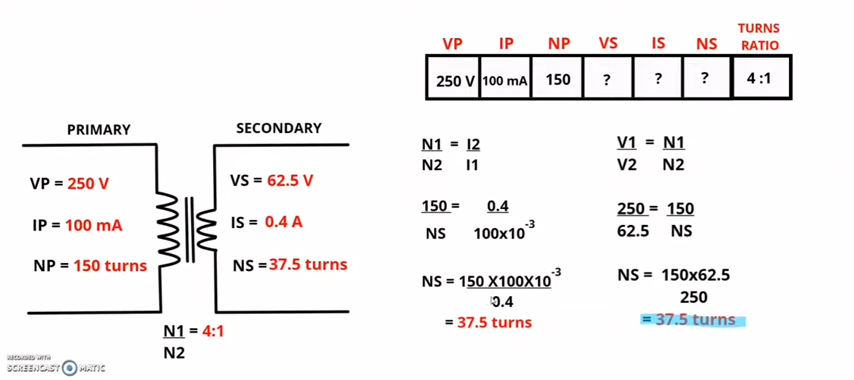 TURNS
VP IP NP VS IS NS RATIO
250 V 100 mA 150 ? ? ? 4 :1
PRIMARY
SECONDARY
VP = 250 V
IP = 100 mA
NP = 150 turns
VS = 62.5 V
IS = 0.4 A
NS = 37.5 turns
N1 = 4:1
N2
N1 = I2
N2 I1
150 = 0.4
NS 100x10-3
NS = 150 X100X10-3
0.4
= 37.5 turns
V1 = N1
V2 N2
250 = 150
62.5 NS
NS = 150x62.5
250
= 37.5 turns
RECORDED WITH
SCREENCAST MATIC